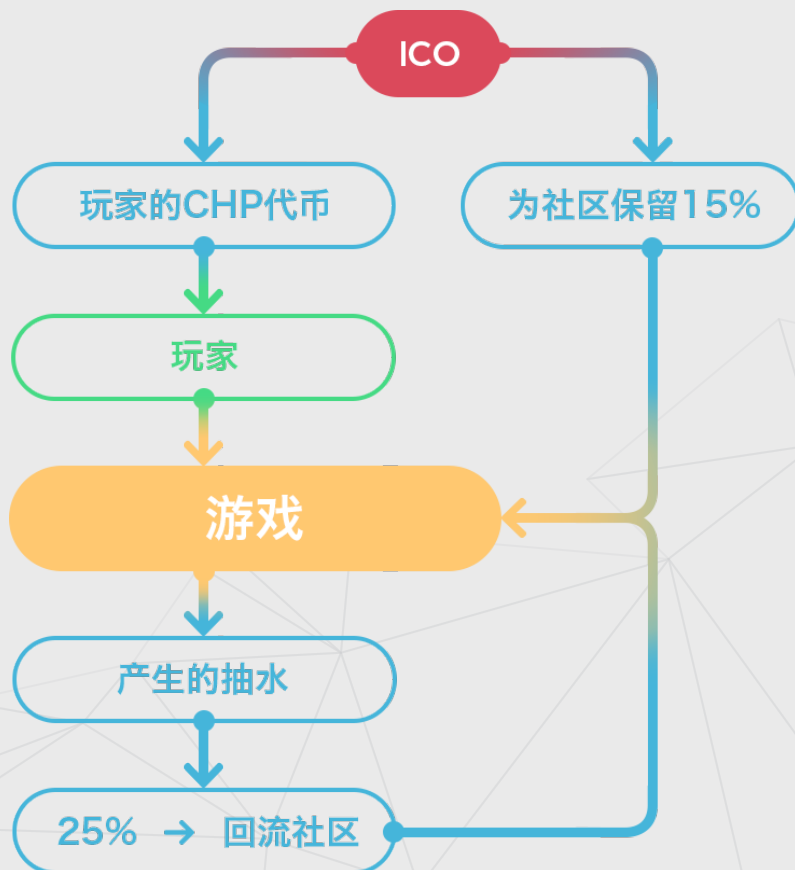 ICO
玩家的CHP代币
为社区保留15%
玩家
游戏
产生的抽水
25% → 回流社区